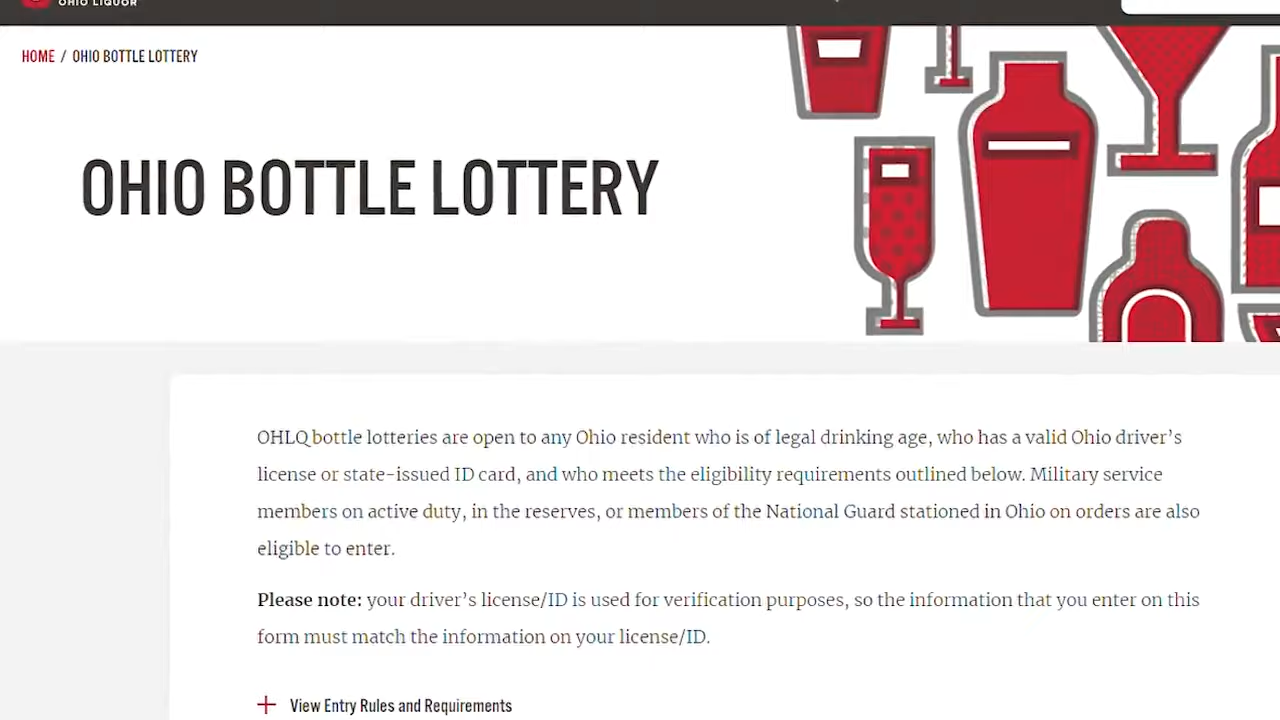 OHIO LIQUOR
HOME / OHIO BOTTLE LOTTERY
OHIO BOTTLE LOTTERY
OHLQ bottle lotteries are open to any Ohio resident who is of legal drinking age, who has a valid Ohio driver’s
license or state-issued ID card, and who meets the eligibility requirements outlined below. Military service
members on active duty, in the reserves, or members of the National Guard stationed in Ohio on orders are also
eligible to enter.
Please note: your driver’s license/ID is used for verification purposes, so the information that you enter on this
form must match the information on your license/ID.
+ View Entry Rules and Requirements